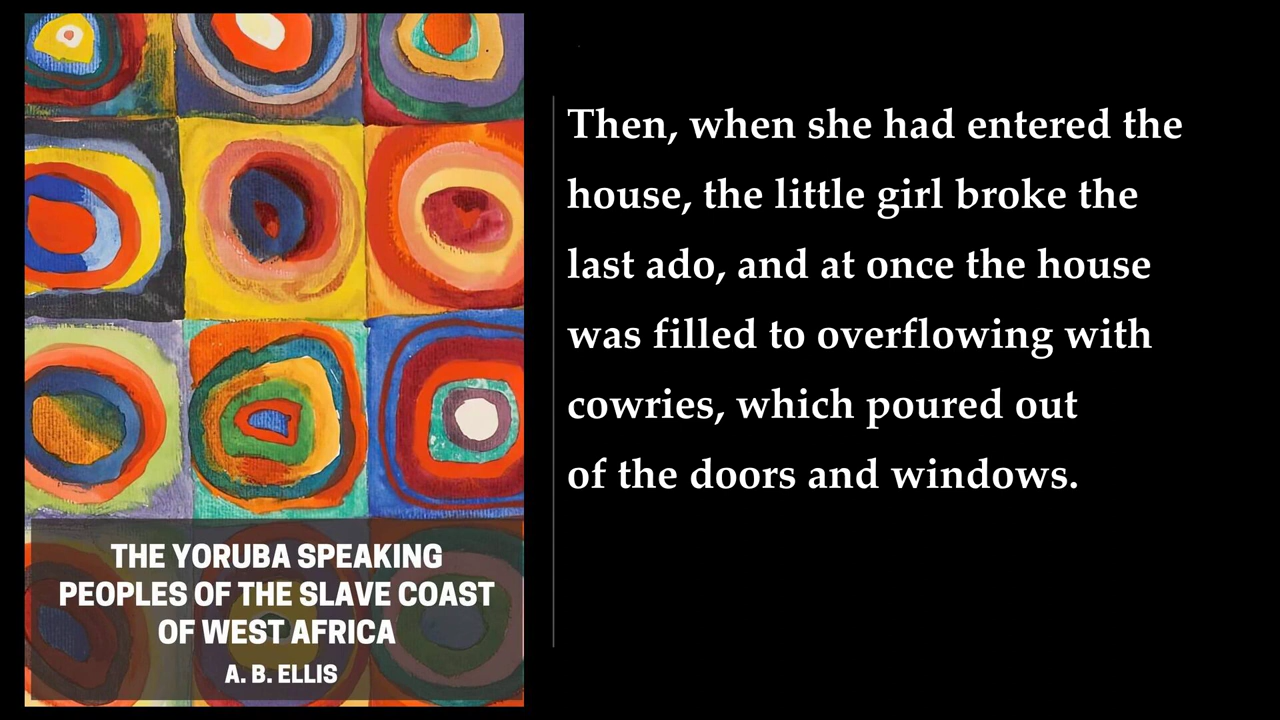 THE YORUBA SPEAKING
PEOPLES OF THE SLAVE COAST
OF WEST AFRICA
A. B. ELLIS
Then, when she had entered the
house, the little girl broke the
last ado, and at once the house
was filled to overflowing with
cowries, which poured out
of the doors and windows.